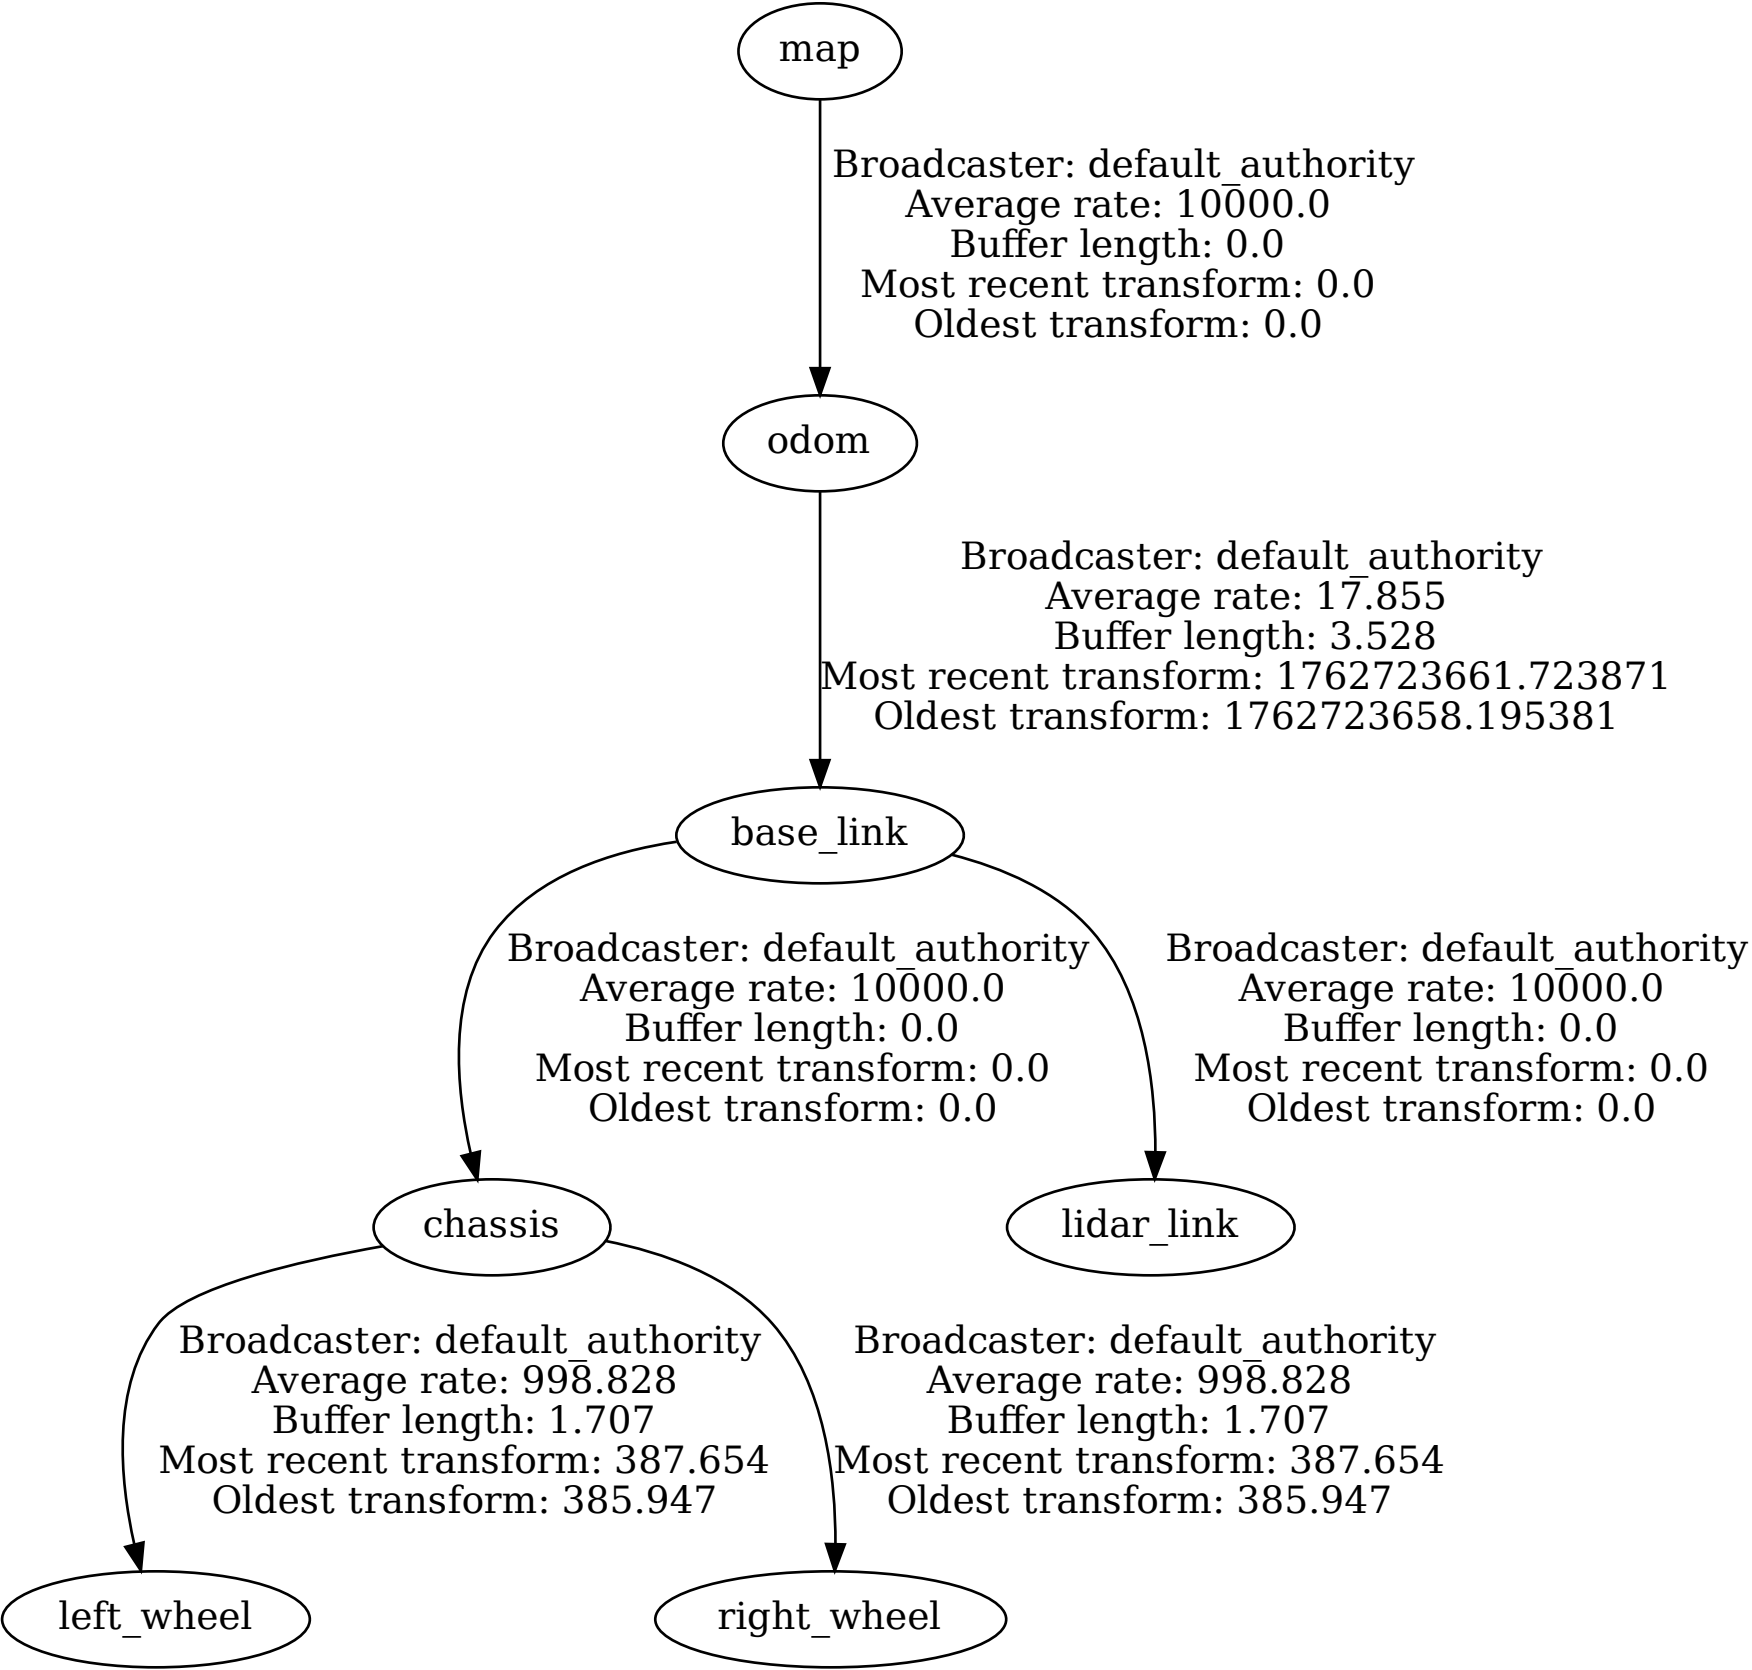 map
Broadcaster: default_authority
Average rate: 10000.0
Buffer length: 0.0
Most recent transform: 0.0
Oldest transform: 0.0
odom
Broadcaster: default_authority
Average rate: 17.855
Buffer length: 3.528
Most recent transform: 1762723661.723871
Oldest transform: 1762723658.195381
base_link
Broadcaster: default_authority
Average rate: 10000.0
Buffer length: 0.0
Most recent transform: 0.0
Oldest transform: 0.0
Broadcaster: default_authority
Average rate: 10000.0
Buffer length: 0.0
Most recent transform: 0.0
Oldest transform: 0.0
chassis
lidar_link
Broadcaster: default_authority
Average rate: 998.828
Buffer length: 1.707
Most recent transform: 387.654
Oldest transform: 385.947
Broadcaster: default_authority
Average rate: 998.828
Buffer length: 1.707
Most recent transform: 387.654
Oldest transform: 385.947
left_wheel
right_wheel